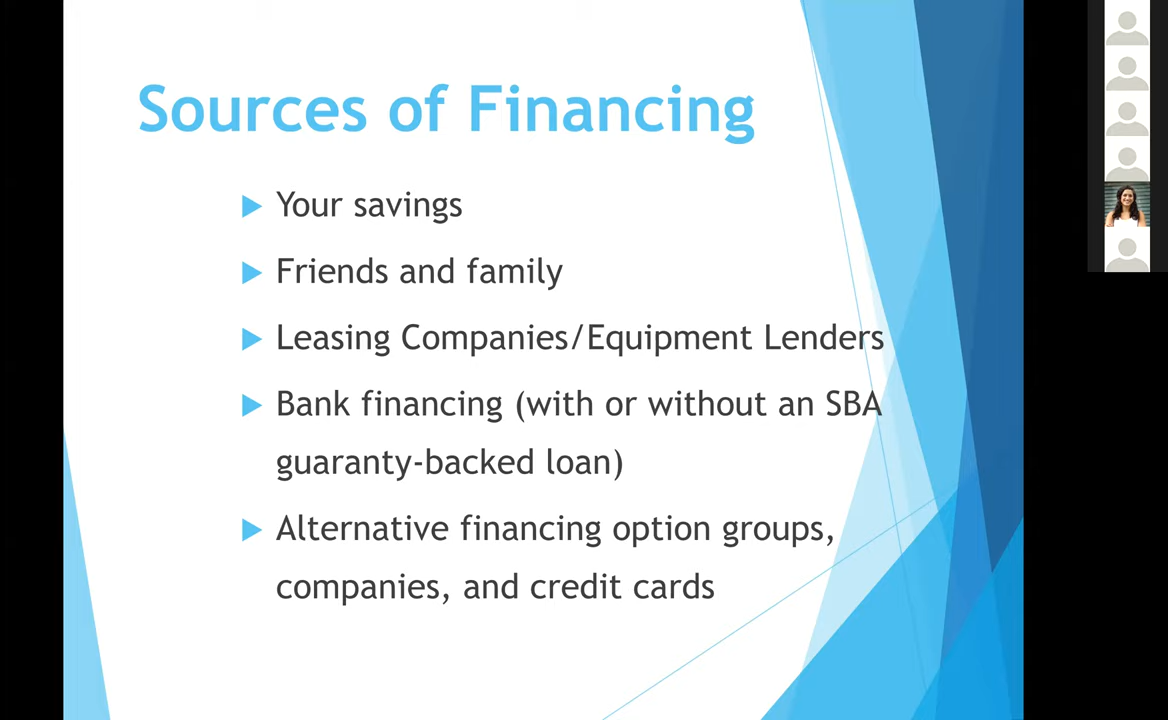 Sources of Financing
Your savings
Friends and family
Leasing Companies/Equipment Lenders
Bank financing (with or without an SBA
guaranty-backed loan)
Alternative financing option groups,
companies, and credit cards